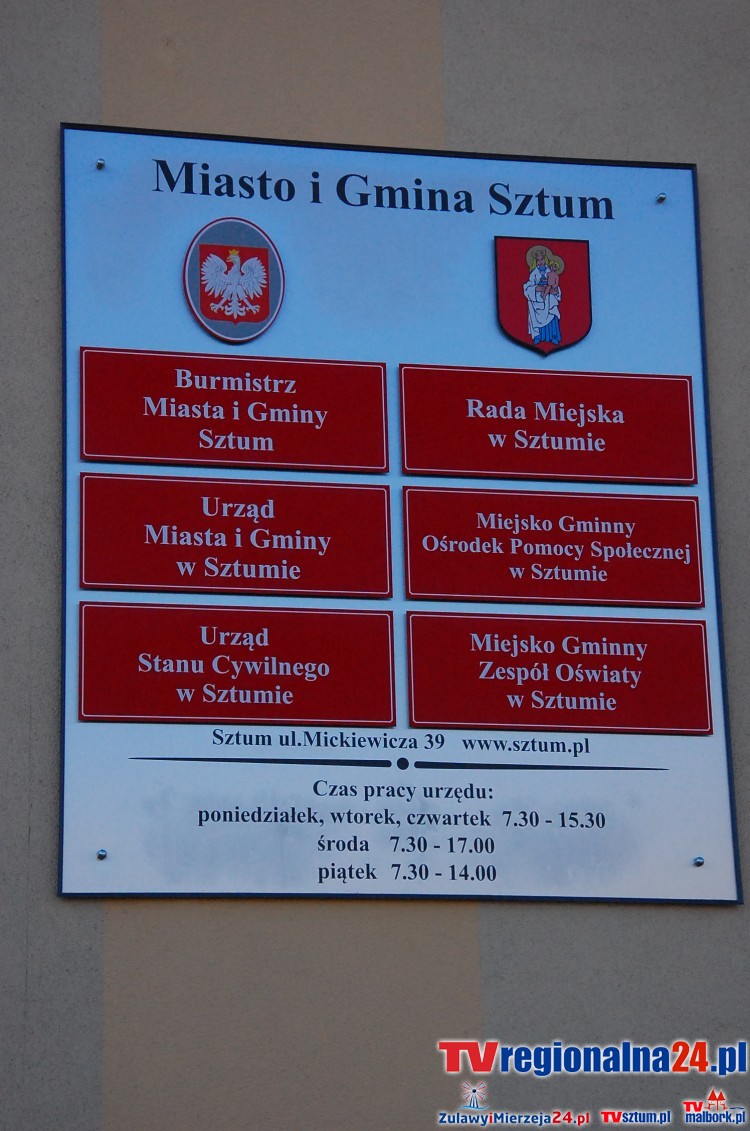 Miasto i Gmina Sztum
Burmistrz
Miasta i Gminy
Sztum
Rada Miejska
w Sztumie
Urząd
Miasta i Gminy
w Sztumie
Miejsko Gminny
Ośrodek Pomocy Społecznej
w Sztumie
Urząd
Stanu Cywilnego
w Sztumie
Miejsko Gminny
Zespół Oświaty
w Sztumie
Sztum ul.Mickiewicza 39 www.sztum.pl
Czas pracy urzędu:
poniedziałek, wtorek, czwartek 7.30 - 15.30
środa 7.30 - 17.00
piątek 7.30 - 14.00
TVregionalna24.pl
ZulawyiMierzeja24.pl TVsztum.pl TV malbork.pl